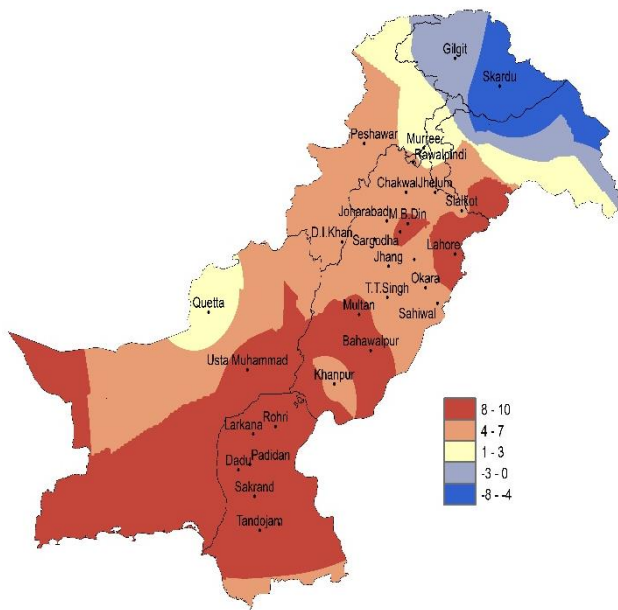 Gilgit
Skardu
Peshawar
Murree
Rawalpindi
Chakwal
Jhelum
Sialkot
Joharabad
M.B.Din
D.I.Khan
Sargodha
Lahore
Jhang
Okara
T.T.Singh
Quetta
Multan
Sahiwal
Bahawalpur
Usta Muhammad
Khanpur
8 - 10
4 - 7
1 - 3
-3 - 0
-8 - -4
Rohri
Larkana
Padidan
Dadu
Sakrand
Tandojam